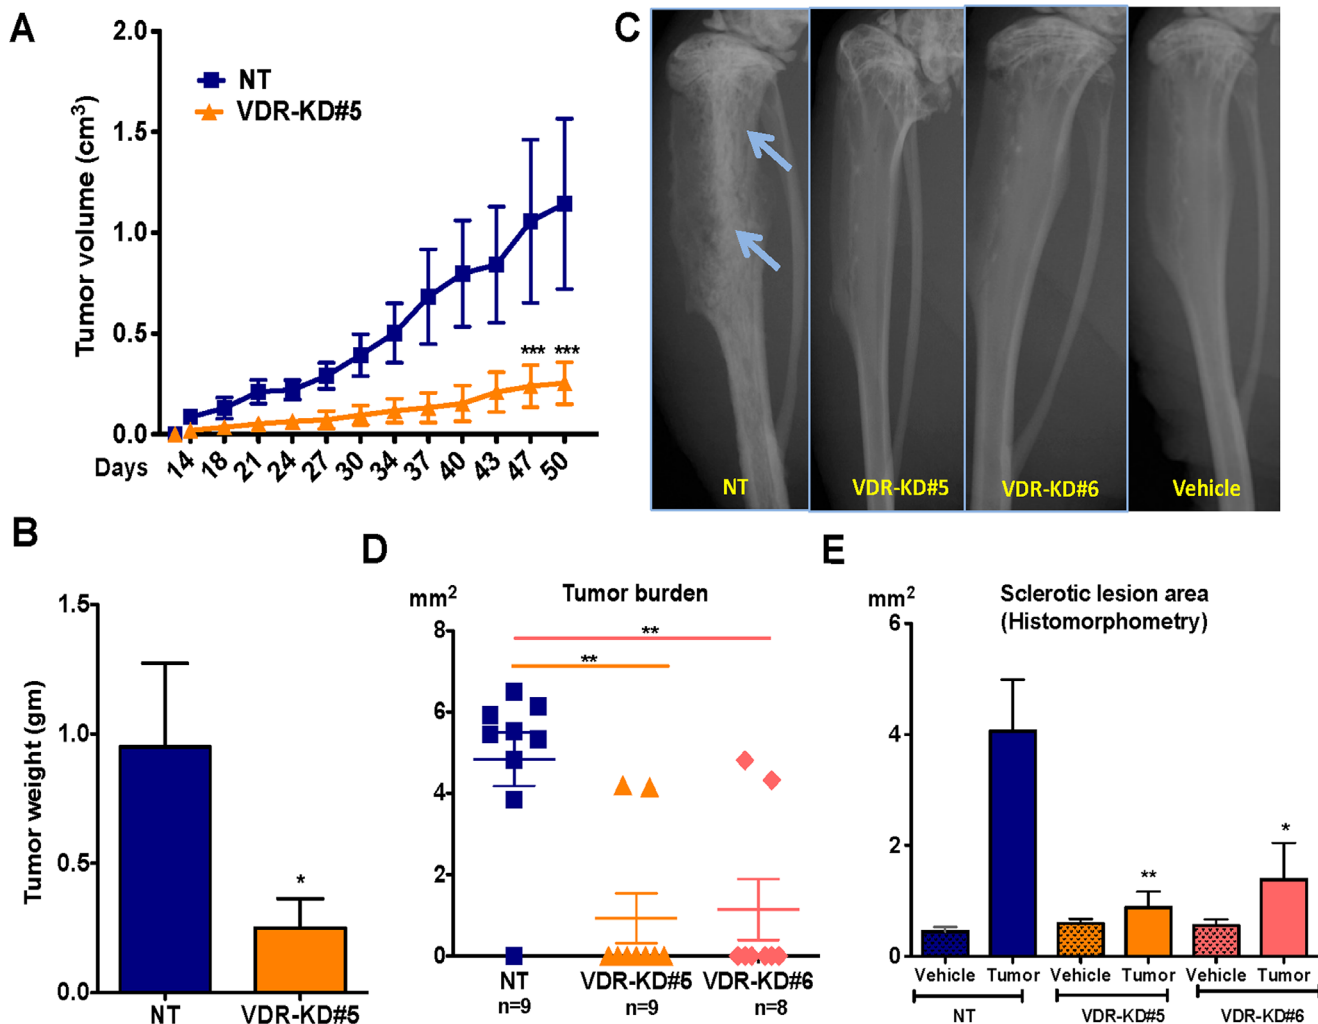 A
2.0
1.5
1.0
0.5
0.0
Tumor volume (cm³)
NT
VDR-KD#5
*** ***
Days 14 18 21 24 27 30 34 37 40 43 47 50
C
NT
VDR-KD#5
VDR-KD#6
Vehicle
B
1.5
1.0
0.5
0.0
Tumor weight (gm)
*
NT
VDR-KD#5
D
mm²
Tumor burden
8
6
4
2
0
**
**
NT
n=9
VDR-KD#5
n=9
VDR-KD#6
n=8
E
mm²
Sclerotic lesion area
(Histomorphometry)
6
4
2
0
**
*
Vehicle Tumor Vehicle Tumor Vehicle Tumor
NT VDR-KD#5 VDR-KD#6